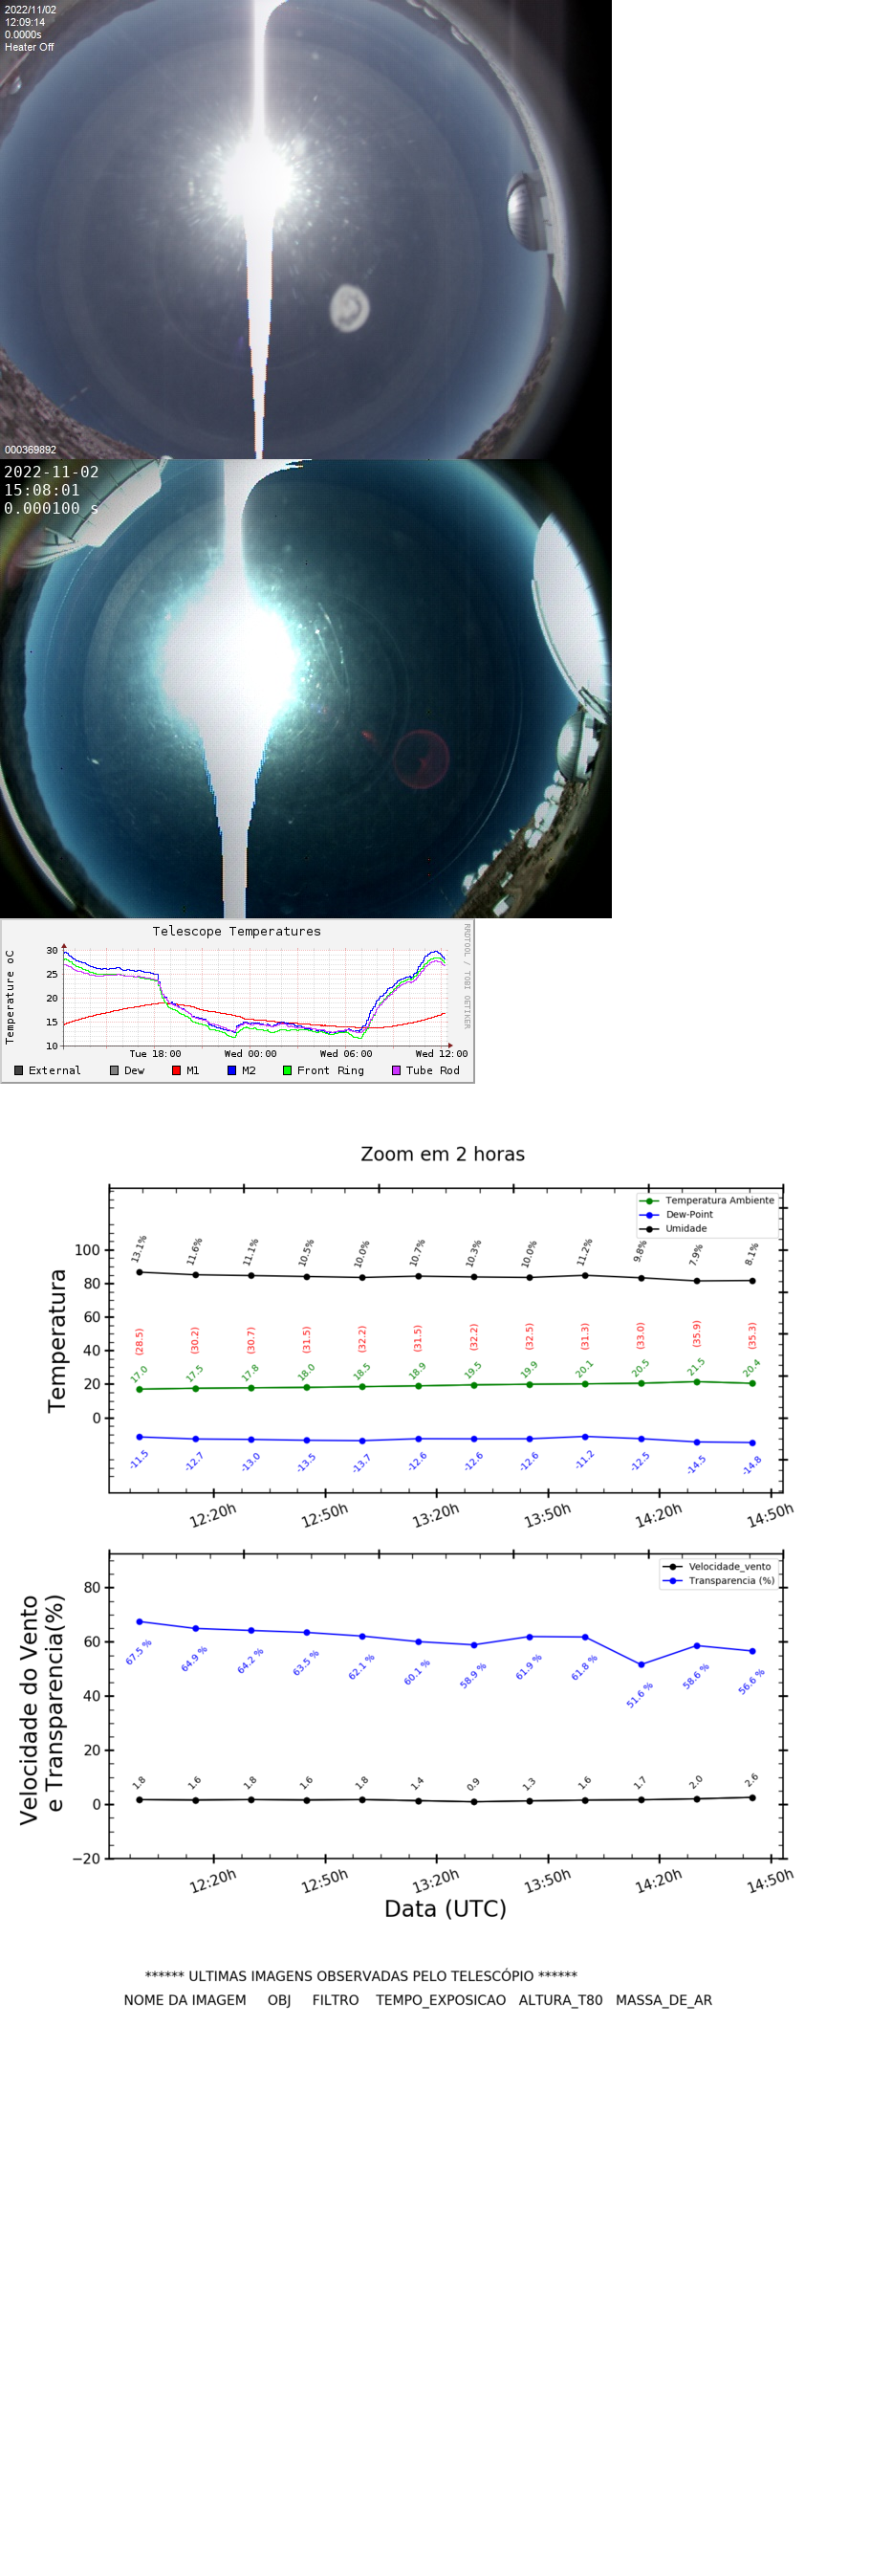 2022/11/02
12:09:14
0.0000s
Heater Off
000369892
2022-11-02
15:08:01
0.000100 s
Telescope Temperatures
RRDTOOL / TOBI OETIKER
Temperature oC
30
25
20
15
10
Tue 18:00 Wed 00:00 Wed 06:00 Wed 12:00
External Dew M1 M2 Front Ring Tube Rod
Zoom em 2 horas
Temperatura Ambiente
Dew-Point
Umidade
Temperatura
100
80
60
40
20
0
13.1% 11.6% 11.1% 10.5% 10.0% 10.7% 10.3% 10.0% 11.2% 9.8% 7.9% 8.1%
(28.5) (30.2) (30.7) (31.5) (32.2) (31.5) (32.2) (32.5) (31.3) (33.0) (35.9) (35.3)
17.0 17.5 17.8 18.0 18.5 18.9 19.5 19.9 20.1 20.5 21.5 20.4
-11.5 -12.7 -13.0 -13.5 -13.7 -12.6 -12.6 -12.6 -11.2 -12.5 -14.5 -14.8
12:20h 12:50h 13:20h 13:50h 14:20h 14:50h
Velocidade_vento
Transparencia (%)
Velocidade do Vento
e Transparencia(%)
80
60
40
20
0
−20
67.5 % 64.9 % 64.2 % 63.5 % 62.1 % 60.1 % 58.9 % 61.9 % 61.8 % 51.6 % 58.6 % 56.6 %
1.8 1.6 1.8 1.6 1.8 1.4 0.9 1.3 1.6 1.7 2.0 2.6
12:20h 12:50h 13:20h 13:50h 14:20h 14:50h
Data (UTC)
****** ULTIMAS IMAGENS OBSERVADAS PELO TELESCÓPIO ******
NOME DA IMAGEM OBJ FILTRO TEMPO_EXPOSICAO ALTURA_T80 MASSA_DE_AR